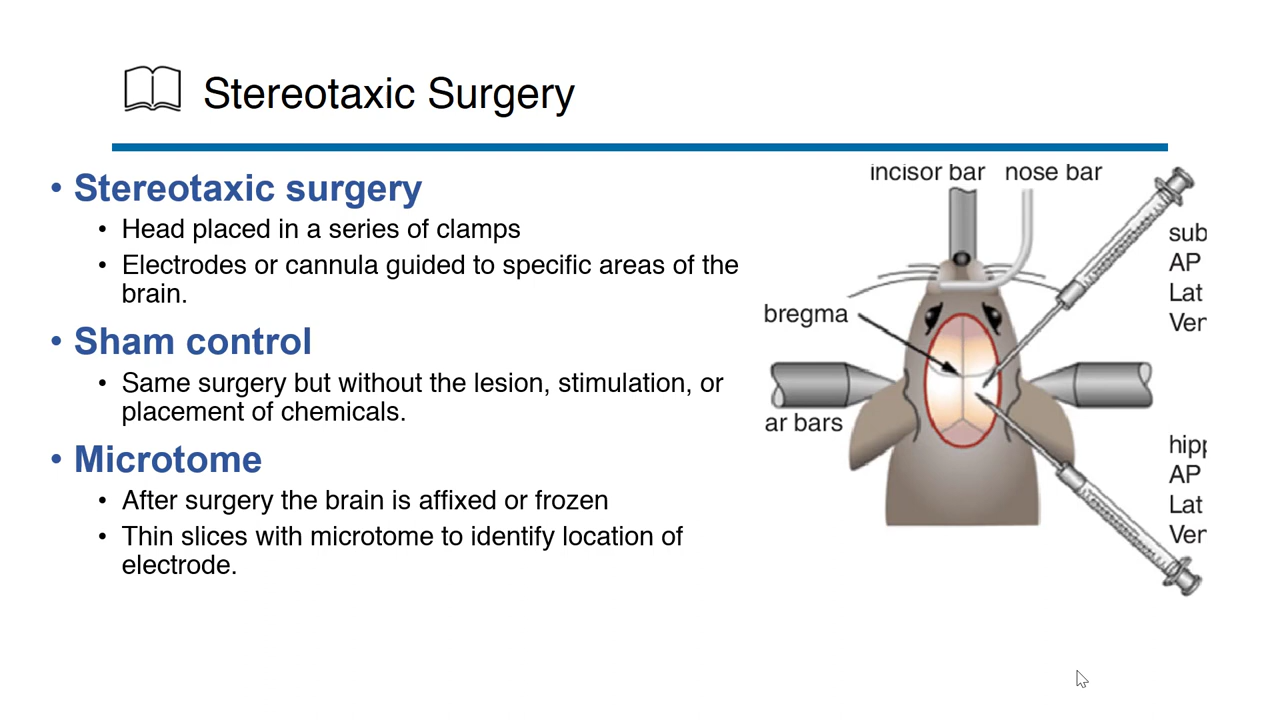 Stereotaxic Surgery
• Stereotaxic surgery
• Head placed in a series of clamps
• Electrodes or cannula guided to specific areas of the
brain.
• Sham control
• Same surgery but without the lesion, stimulation, or
placement of chemicals.
• Microtome
• After surgery the brain is affixed or frozen
• Thin slices with microtome to identify location of
electrode.
incisor bar nose bar
bregma
ar bars
sub
AP
Lat
Ven
hipp
AP
Lat
Ven